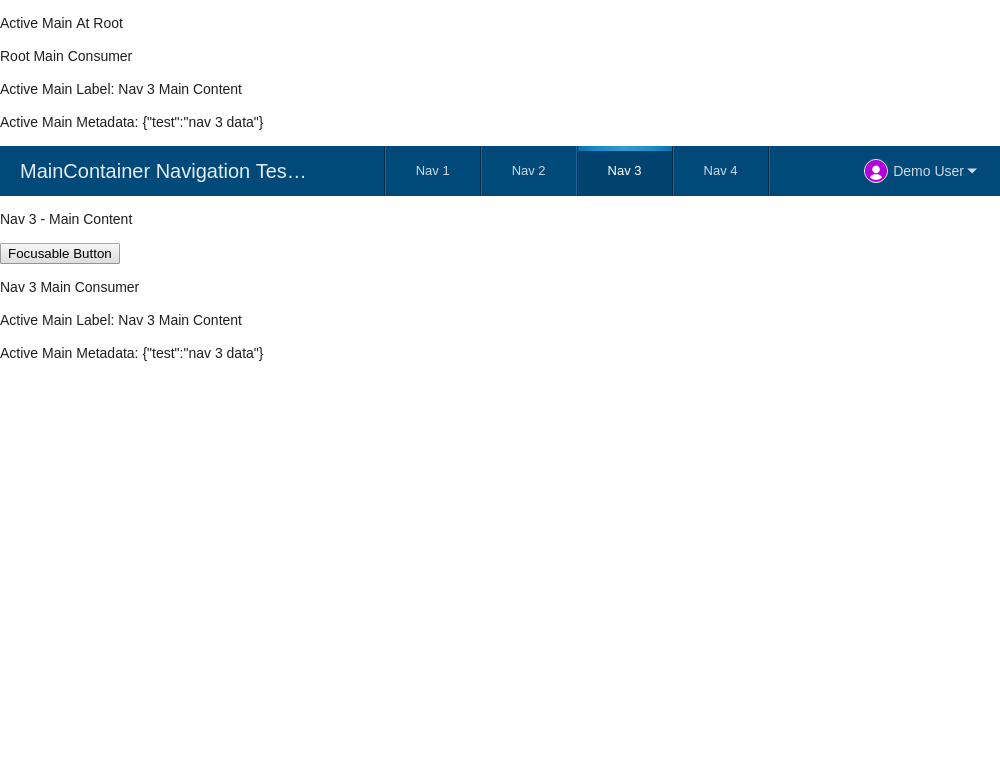 Active Main At Root
Root Main Consumer
Active Main Label: Nav 3 Main Content
Active Main Metadata: {"test":"nav 3 data"}
MainContainer Navigation Tes…
Nav 1
Nav 2
Nav 3
Nav 4
Demo User
Nav 3 - Main Content
Focusable Button
Nav 3 Main Consumer
Active Main Label: Nav 3 Main Content
Active Main Metadata: {"test":"nav 3 data"}